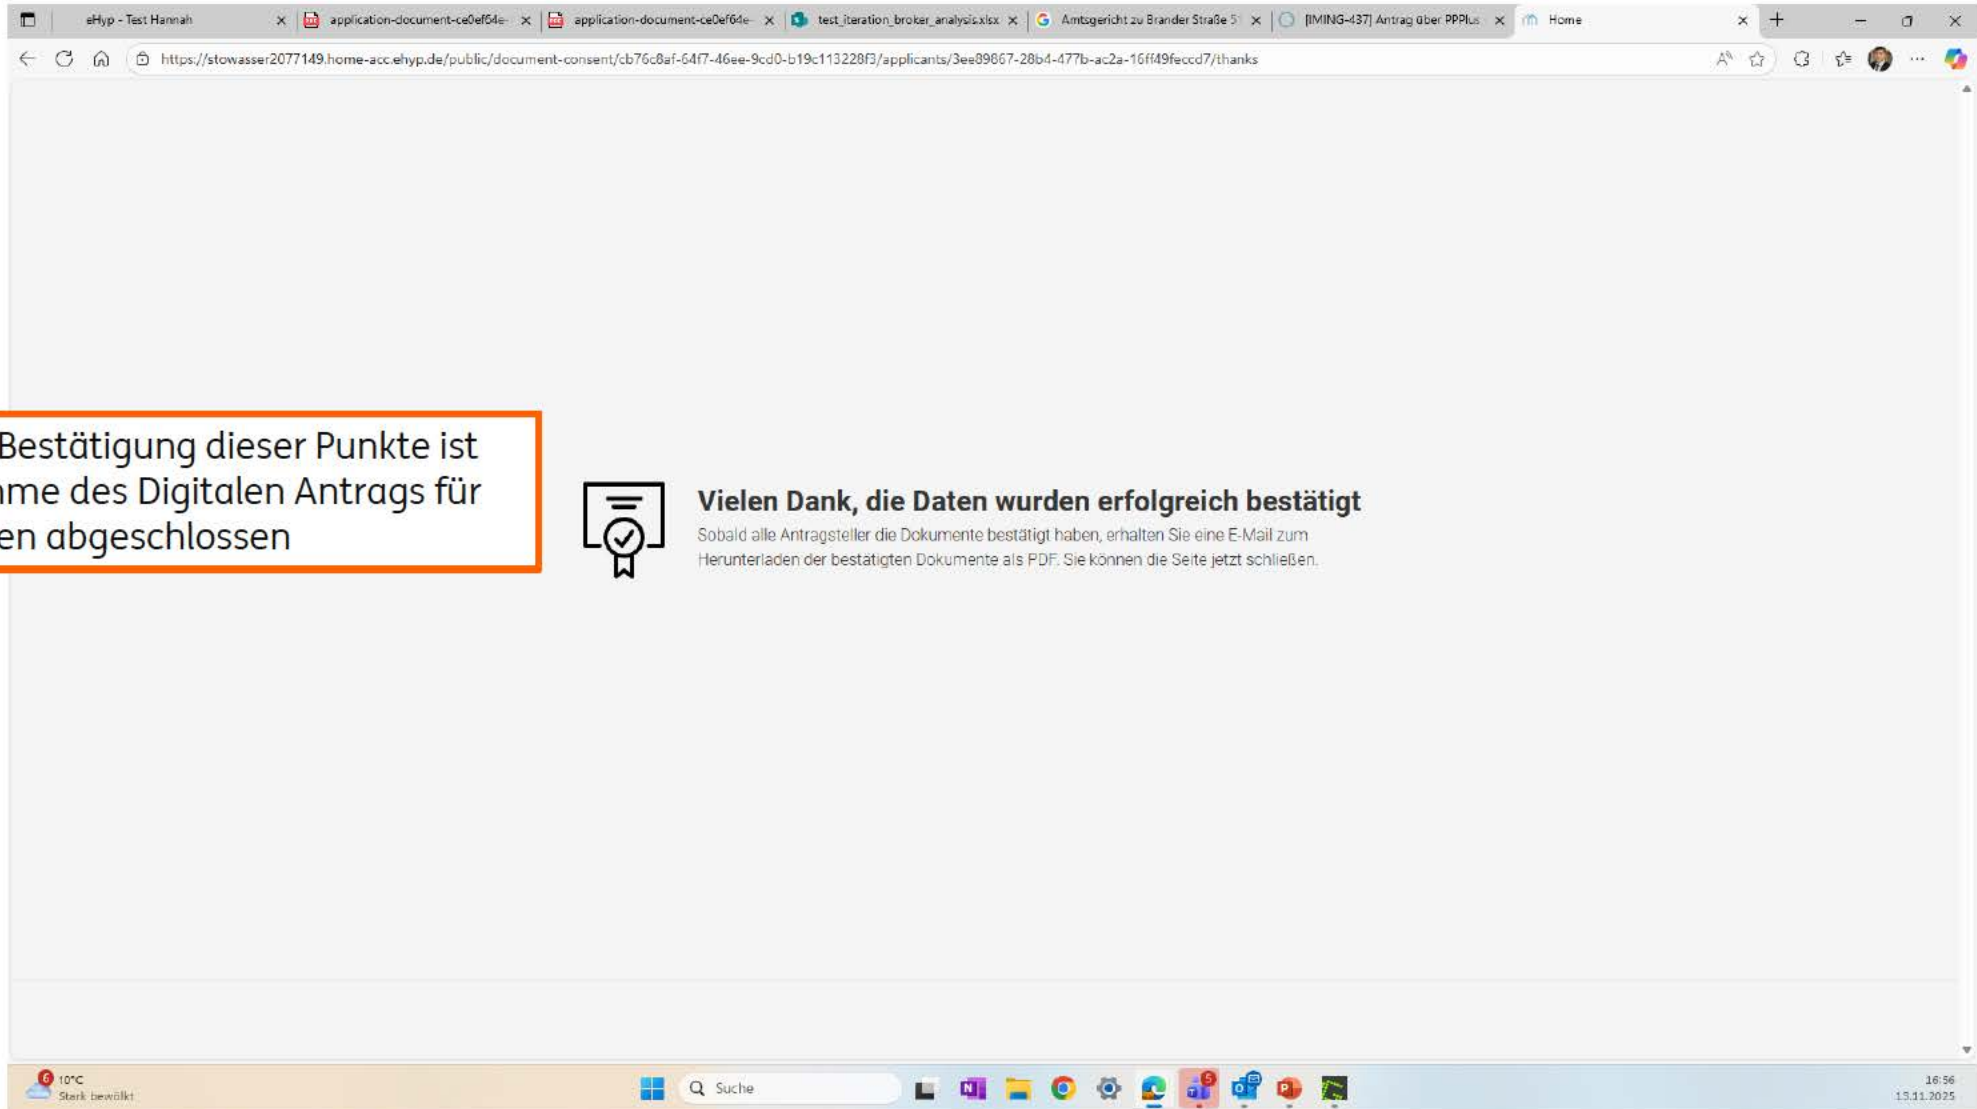 eHyp - Test Hannah
application-document-ce0ef64e-
application-document-ce0ef64e-
test_iteration_broker_analysis.xlsx
Amtsgericht zu Brander Straße 5
[IMING-437] Antrag über PPPlus
Home
https://stowasser2077149.home-acc.ehyp.de/public/document-consent/cb76c8af-64f7-46ee-9cd0-b19c113228f3/applicants/3ee89867-28b4-477b-ac2a-16ff49feccd7/thanks
Bestätigung dieser Punkte ist
me des Digitalen Antrags für
en abgeschlossen
Vielen Dank, die Daten wurden erfolgreich bestätigt
Sobald alle Antragsteller die Dokumente bestätigt haben, erhalten Sie eine E-Mail zum
Herunterladen der bestätigten Dokumente als PDF. Sie können die Seite jetzt schließen.
6
10°C
Stark bewölkt
Suche
5
16:56
13.11.2025